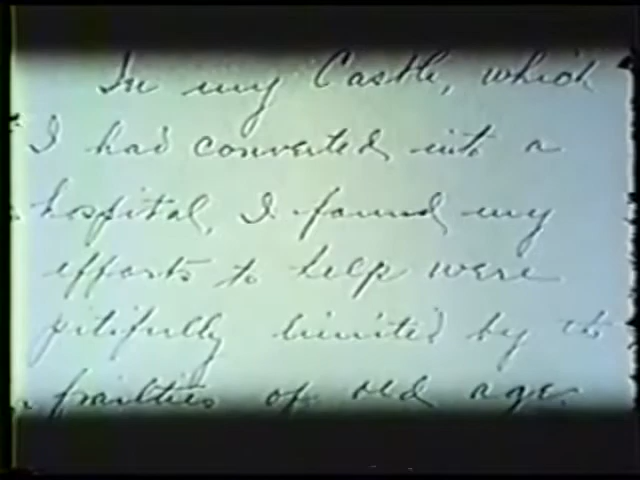 In my Castle, which
I had converted into a
hospital, I found my
efforts to help were
pitifully limited by the
frailties of old age.